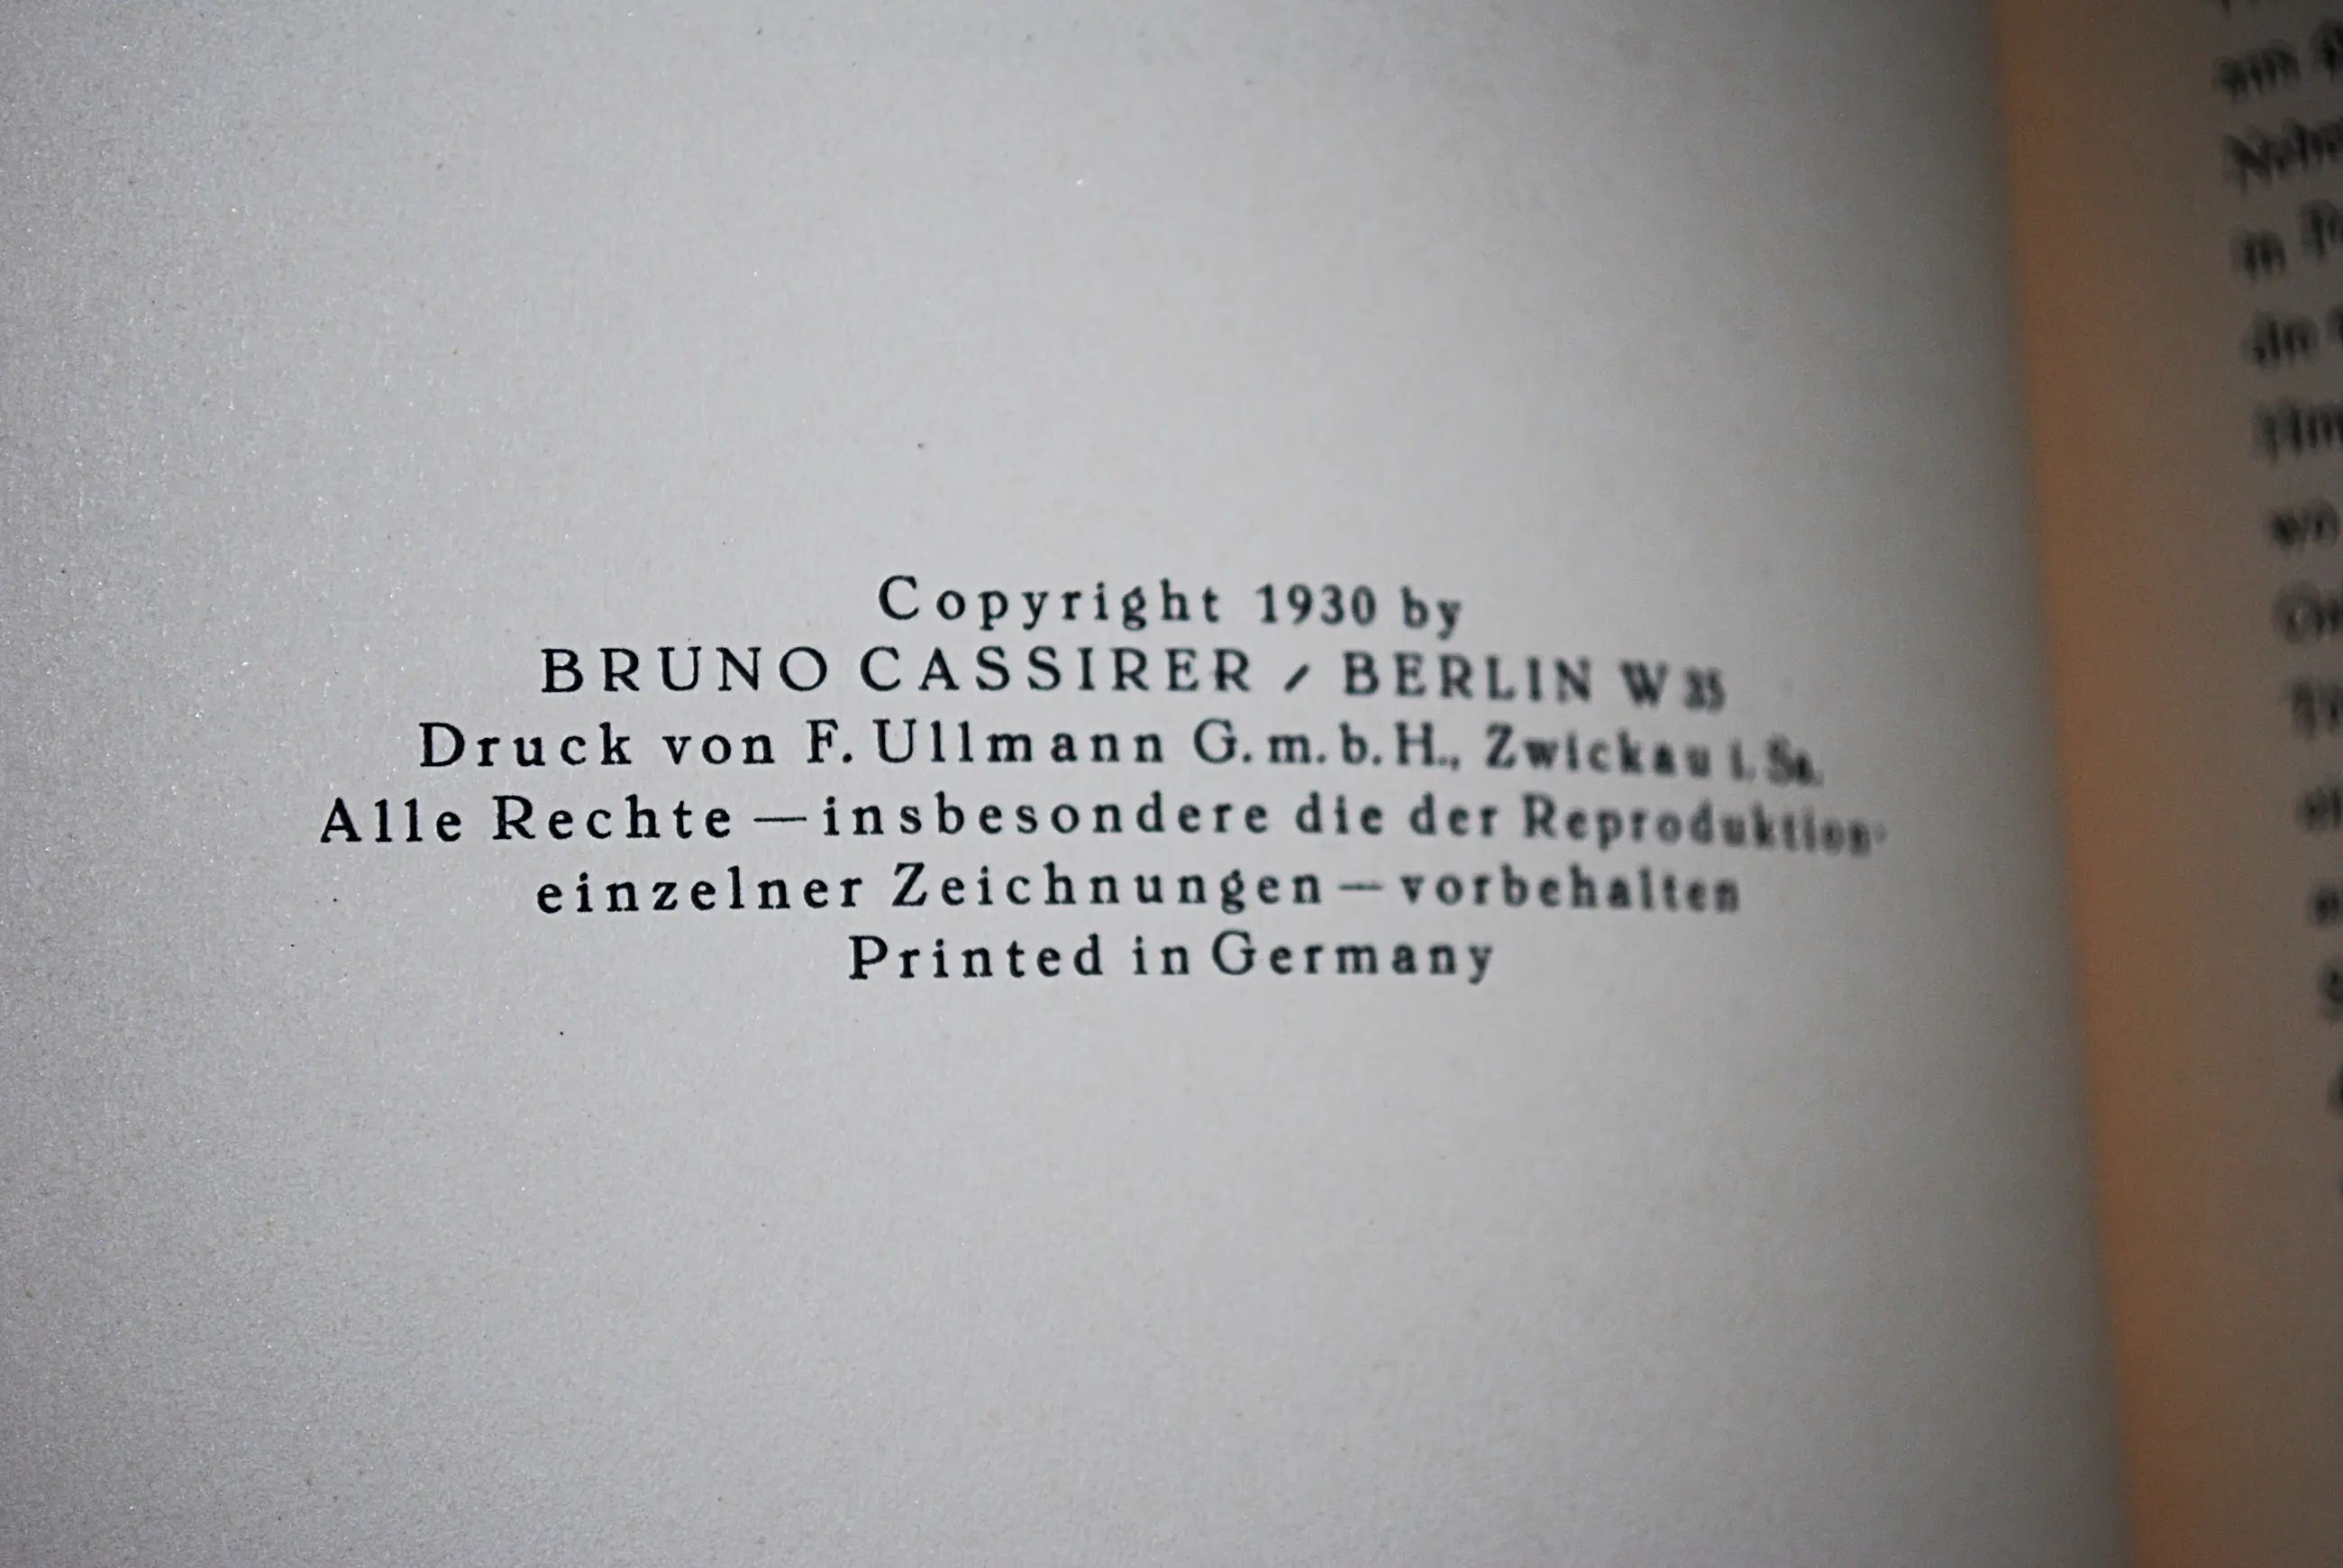 Copyright 1930 by
BRUNO CASSIRER / BERLIN W 35
Druck von F. Ullmann G. m. b. H., Zwickau i. Sa.
Alle Rechte — insbesondere die der Reproduktion
einzelner Zeichnungen — vorbehalten
Printed in Germany